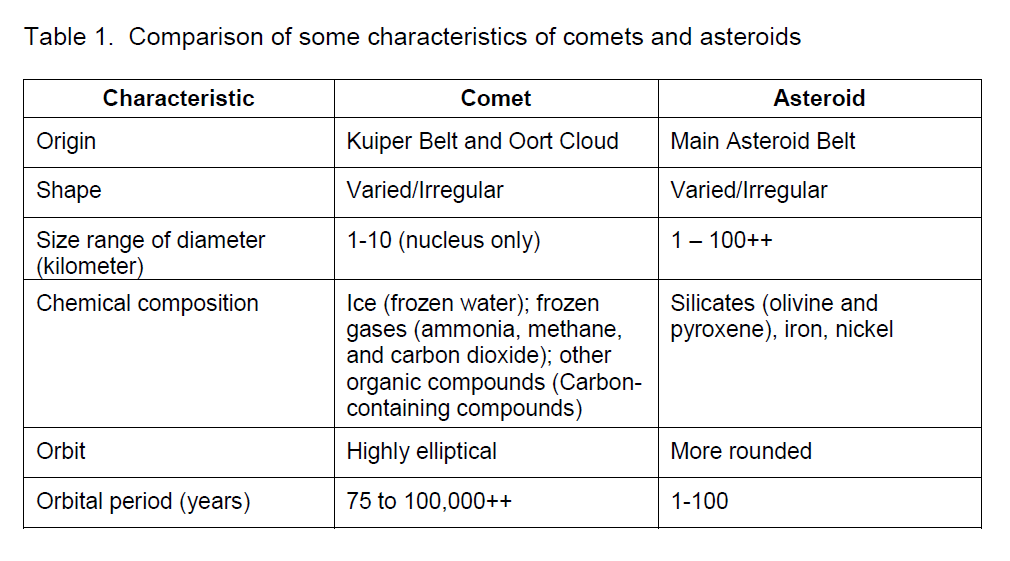 Table 1.  Comparison of some characteristics of comets and asteroids
Characteristic
Comet
Asteroid
Origin
Kuiper Belt and Oort Cloud
Main Asteroid Belt
Shape
Varied/Irregular
Varied/Irregular
Size range of diameter
(kilometer)
1-10 (nucleus only)
1 – 100++
Chemical composition
Ice (frozen water); frozen
gases (ammonia, methane,
and carbon dioxide); other
organic compounds (Carbon-
containing compounds)
Silicates (olivine and
pyroxene), iron, nickel
Orbit
Highly elliptical
More rounded
Orbital period (years)
75 to 100,000++
1-100